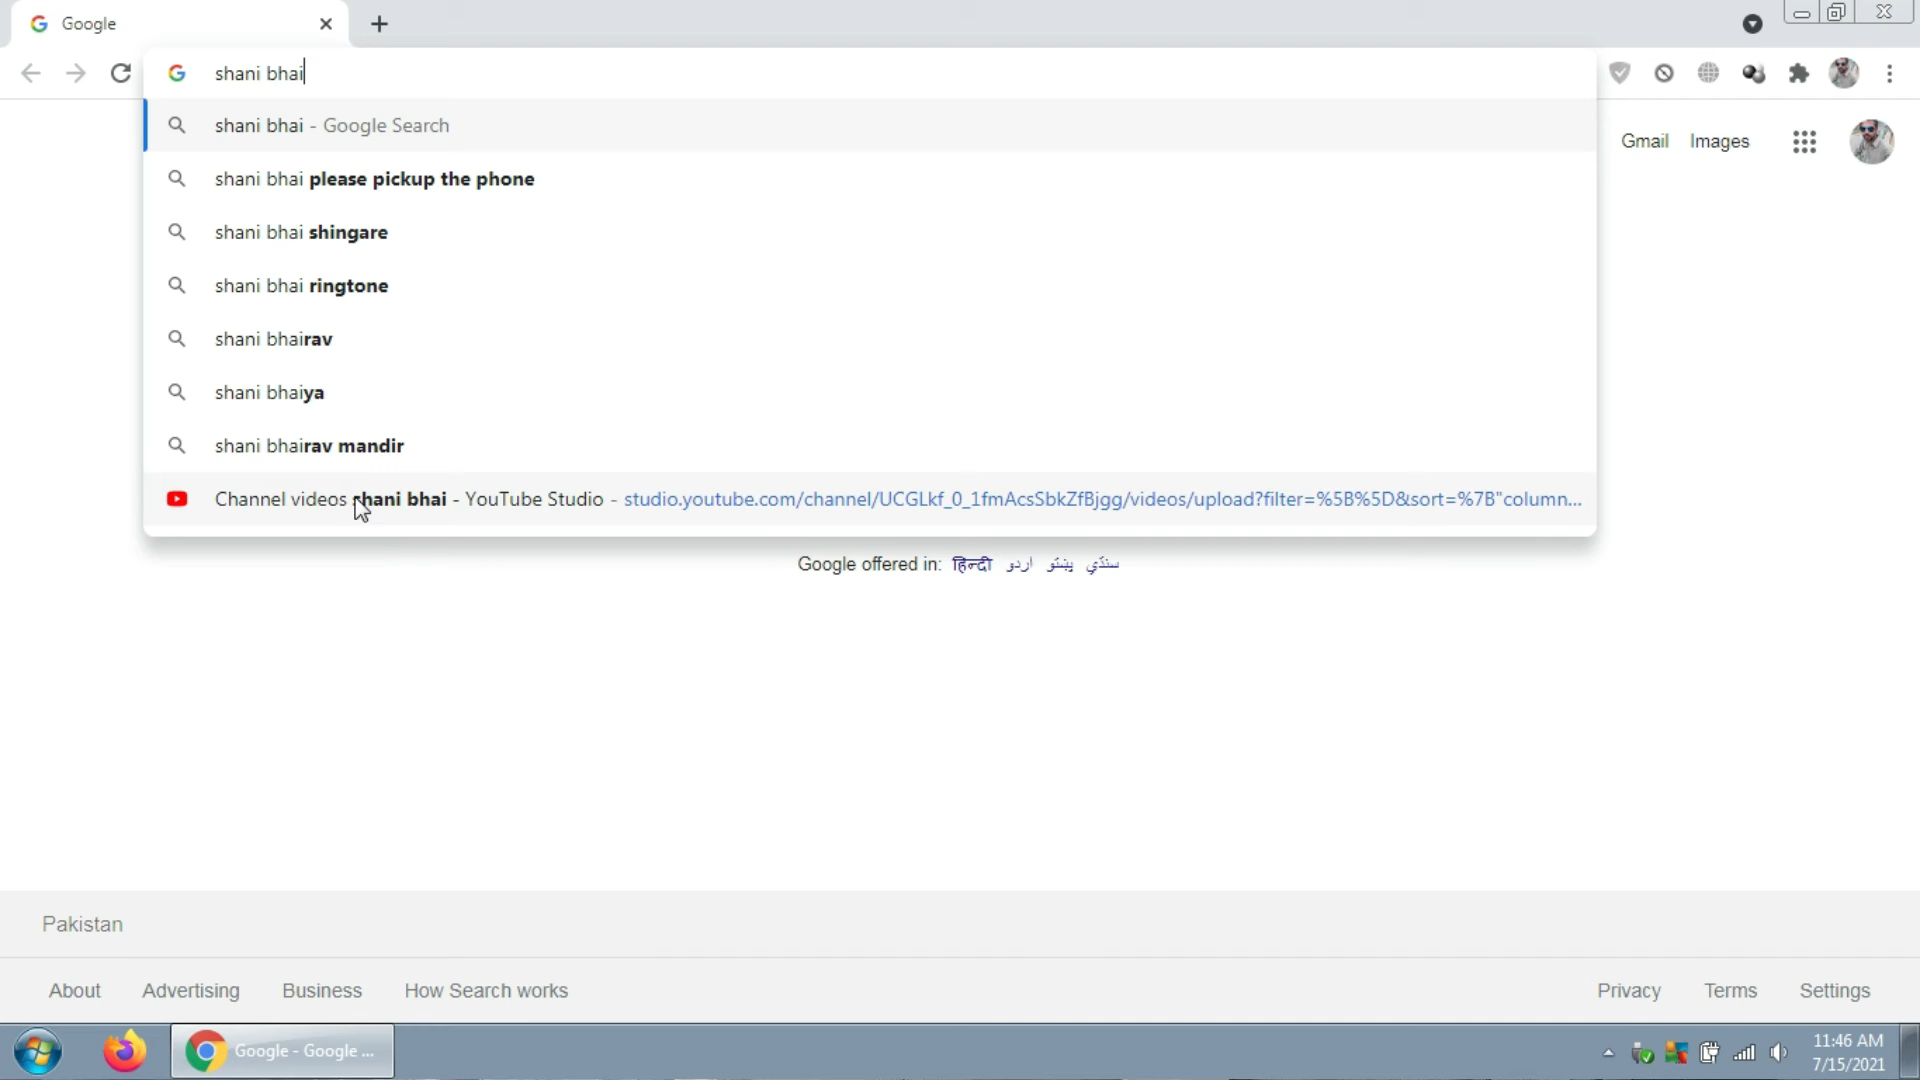 Google
shani bhai
shani bhai - Google Search
shani bhai please pickup the phone
shani bhai shingare
shani bhai ringtone
shani bhairav
shani bhaiya
shani bhairav mandir
Channel videos shani bhai - YouTube Studio - studio.youtube.com/channel/UCGLkf_0_1fmAcsSbkZfBjgg/videos/upload?filter=%5B%5D&sort=%7B"column...
Gmail Images
Google offered in: हिन्दी اردو پښتو سنڌي
Pakistan
About Advertising Business How Search works
Privacy Terms Settings
Google - Google ...
11:46 AM
7/15/2021